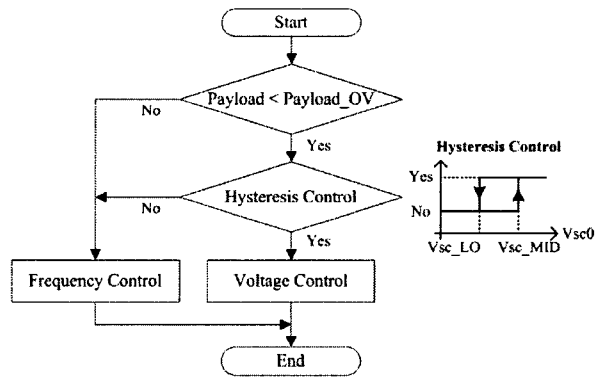 Start
Payload < Payload_OV
No
Yes
Hysteresis Control
No
Yes
Frequency Control
Voltage Control
End
Hysteresis Control
Yes
No
Vsc_LO
Vsc_MID
Vsc0